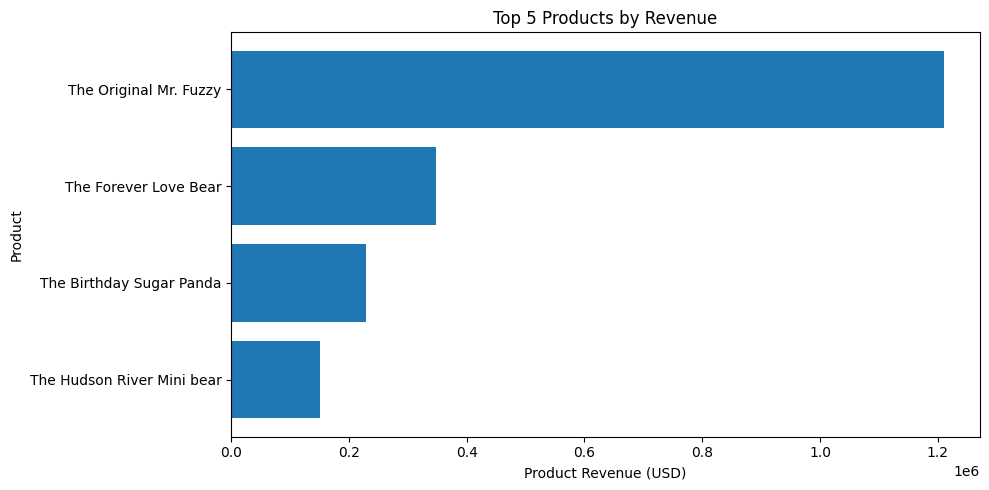 Top 5 Products by Revenue
Product
The Original Mr. Fuzzy
The Forever Love Bear
The Birthday Sugar Panda
The Hudson River Mini bear
0.0 0.2 0.4 0.6 0.8 1.0 1.2
1e6
Product Revenue (USD)